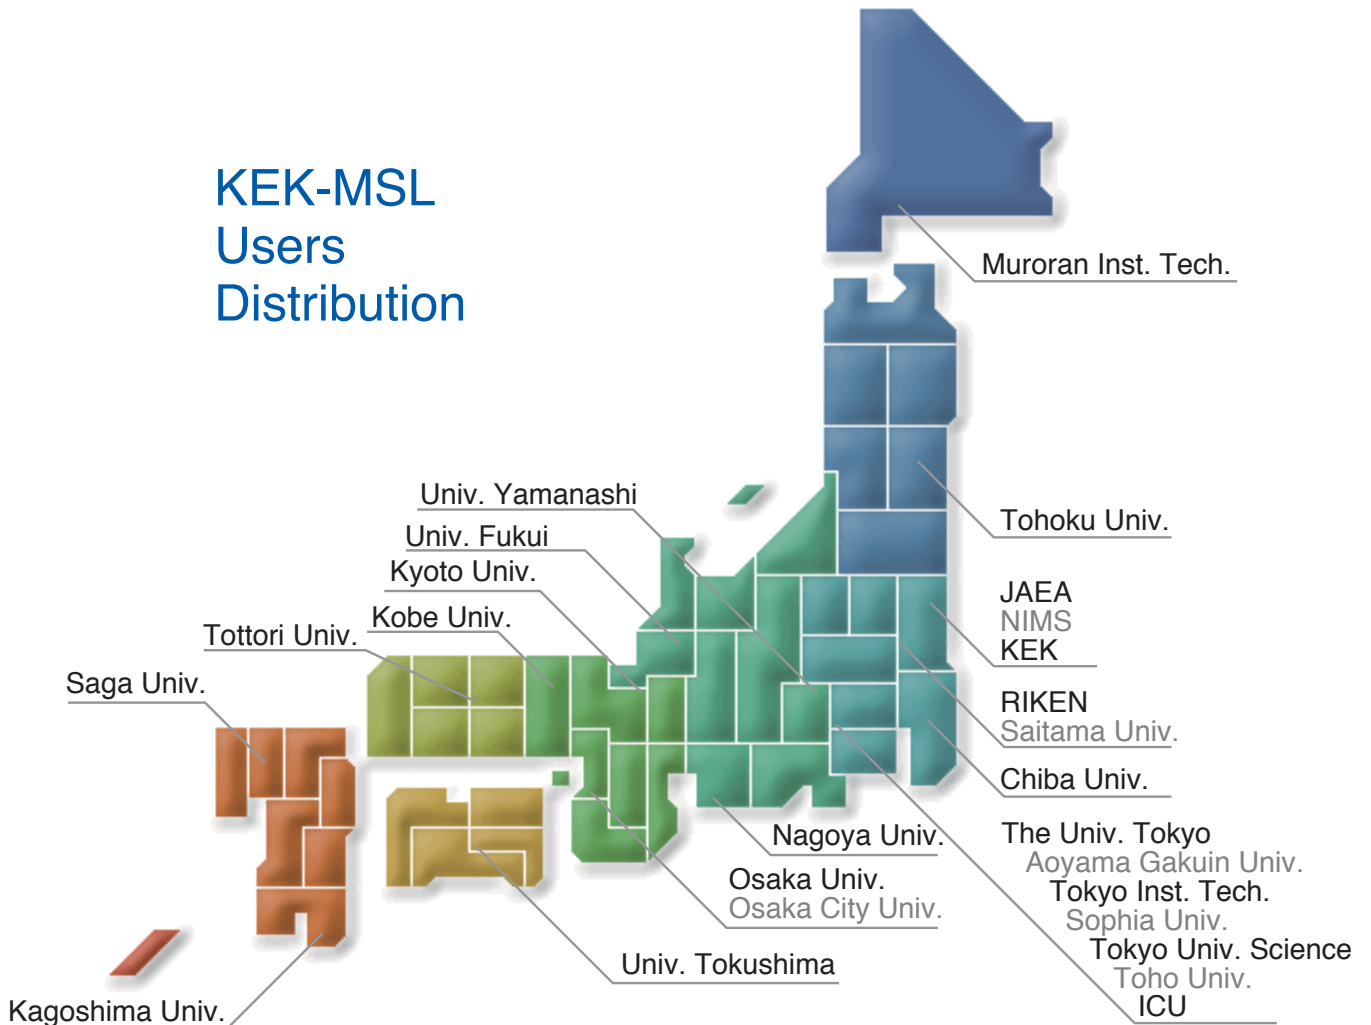 KEK-MSL
Users
Distribution
Muroran Inst. Tech.
Univ. Yamanashi
Tohoku Univ.
Univ. Fukui
Kyoto Univ.
JAEA
NIMS
KEK
Kobe Univ.
Tottori Univ.
Saga Univ.
RIKEN
Saitama Univ.
Chiba Univ.
Nagoya Univ.
The Univ. Tokyo
Aoyama Gakuin Univ.
Tokyo Inst. Tech.
Sophia Univ.
Tokyo Univ. Science
Toho Univ.
ICU
Osaka Univ.
Osaka City Univ.
Univ. Tokushima
Kagoshima Univ.